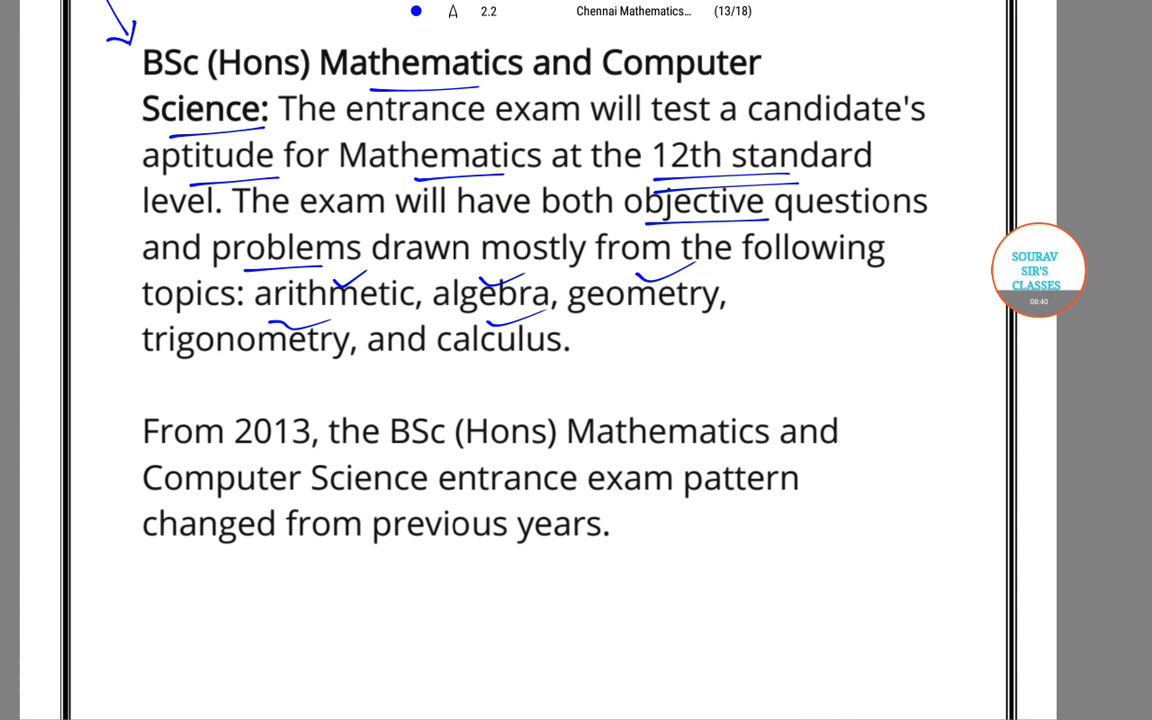 2.2 Chennai Mathematics... (13/18)
BSc (Hons) Mathematics and Computer
Science: The entrance exam will test a candidate's
aptitude for Mathematics at the 12th standard
level. The exam will have both objective questions
and problems drawn mostly from the following
topics: arithmetic, algebra, geometry,
trigonometry, and calculus.
From 2013, the BSc (Hons) Mathematics and
Computer Science entrance exam pattern
changed from previous years.
SOURAV
SIR'S
CLASSES
08:40